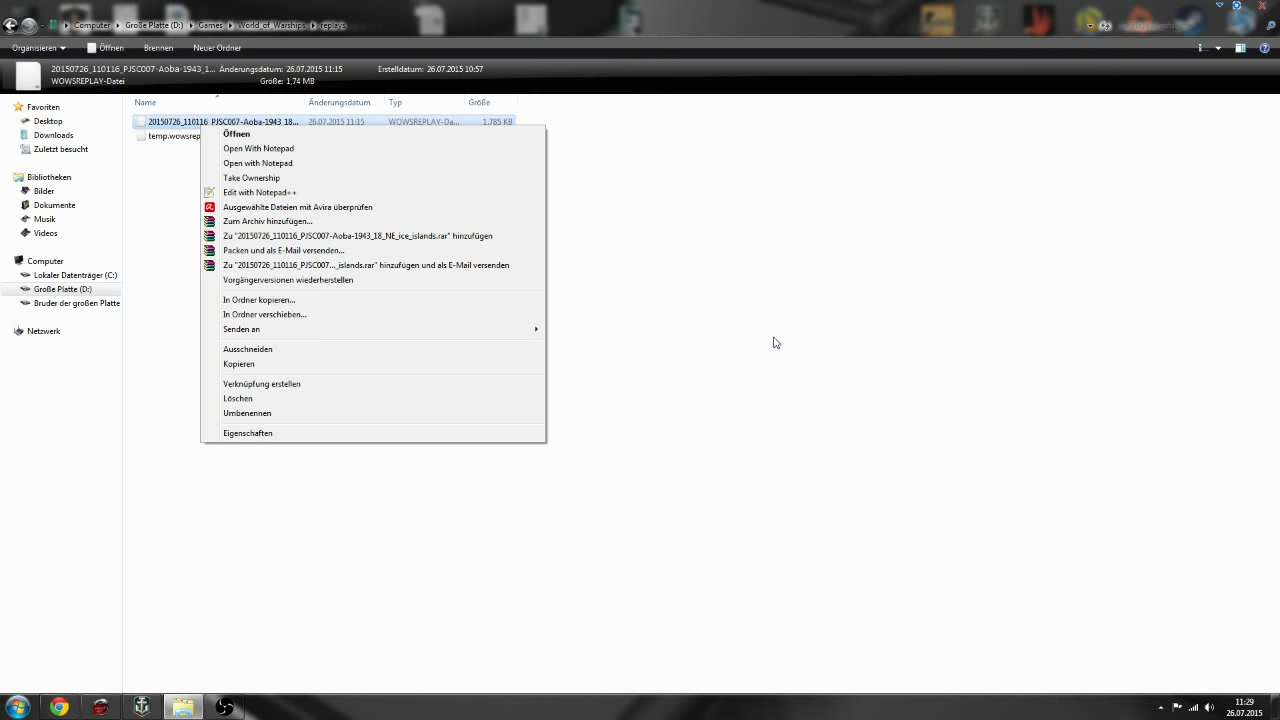 Computer Große Platte (D:) Games World_of_Warships replays
Organisieren Öffnen Brennen Neuer Ordner
20150726_110116_PJSC007-Aoba-1943_1... Änderungsdatum: 26.07.2015 11:15 Erstelldatum: 26.07.2015 10:57
WOWSREPLAY-Datei Größe: 1,74 MB
Name Änderungsdatum Typ Größe
20150726_110116_PJSC007-Aoba-1943_18... 26.07.2015 11:15 WOWSREPLAY-Da... 1.785 KB
temp.wowsrep
Favoriten
Desktop
Downloads
Zuletzt besucht
Bibliotheken
Bilder
Dokumente
Musik
Videos
Computer
Lokaler Datenträger (C:)
Große Platte (D:)
Bruder der großen Platte
Netzwerk
Öffnen
Open With Notepad
Open with Notepad
Take Ownership
Edit with Notepad++
Ausgewählte Dateien mit Avira überprüfen
Zum Archiv hinzufügen...
Zu "20150726_110116_PJSC007-Aoba-1943_18_NE_ice_islands.rar" hinzufügen
Packen und als E-Mail versenden...
Zu "20150726_110116_PJSC007..._islands.rar" hinzufügen und als E-Mail versenden
Vorgängerversionen wiederherstellen
In Ordner kopieren...
In Ordner verschieben...
Senden an
Ausschneiden
Kopieren
Verknüpfung erstellen
Löschen
Umbenennen
Eigenschaften
11:29
26.07.2015